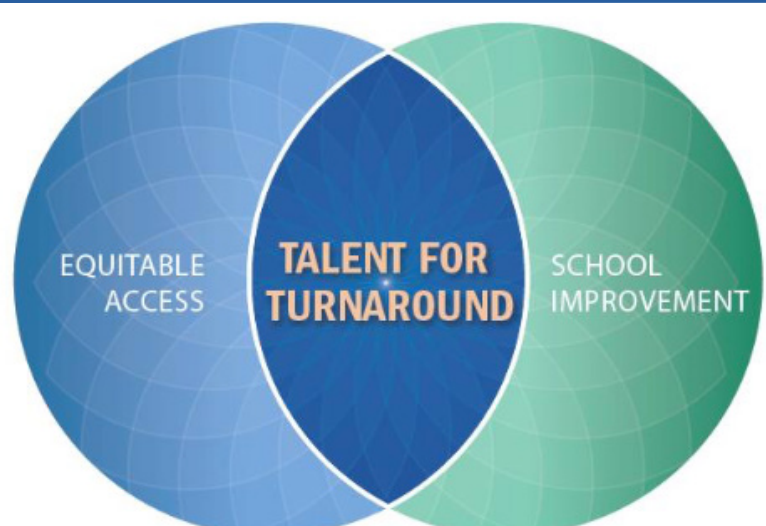 EQUITABLE
ACCESS
TALENT FOR
TURNAROUND
SCHOOL
IMPROVEMENT